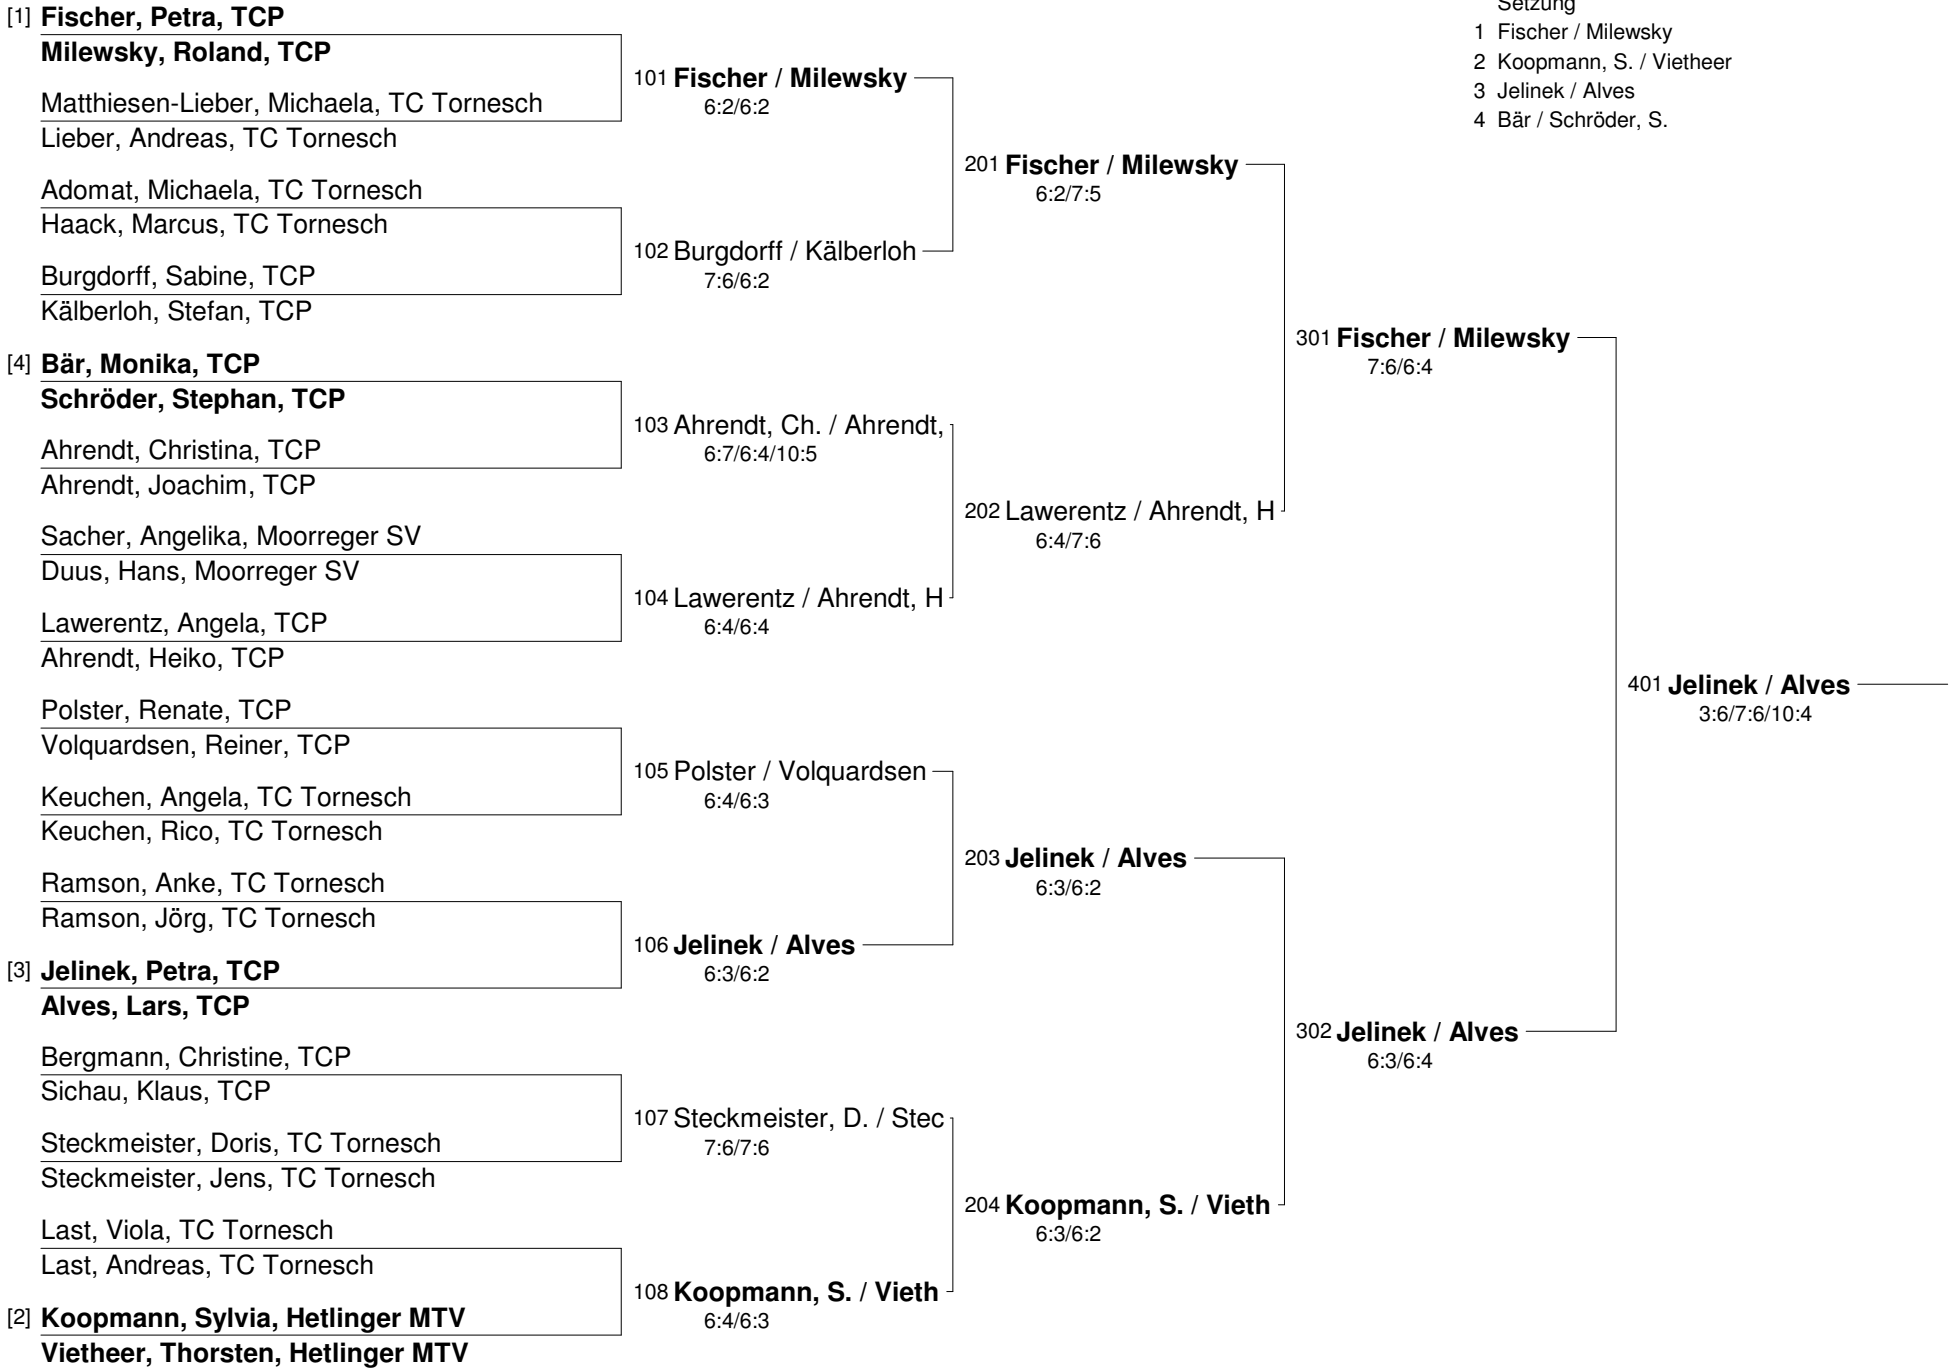 [1] Fischer, Petra, TCP
Milewsky, Roland, TCP
Matthiesen-Lieber, Michaela, TC Tornesch
Lieber, Andreas, TC Tornesch
Adomat, Michaela, TC Tornesch
Haack, Marcus, TC Tornesch
Burgdorff, Sabine, TCP
Kälberloh, Stefan, TCP
[4] Bär, Monika, TCP
Schröder, Stephan, TCP
Ahrendt, Christina, TCP
Ahrendt, Joachim, TCP
Sacher, Angelika, Moorreger SV
Duus, Hans, Moorreger SV
Lawerentz, Angela, TCP
Ahrendt, Heiko, TCP
Polster, Renate, TCP
Volquardsen, Reiner, TCP
Keuchen, Angela, TC Tornesch
Keuchen, Rico, TC Tornesch
Ramson, Anke, TC Tornesch
Ramson, Jörg, TC Tornesch
[3] Jelinek, Petra, TCP
Alves, Lars, TCP
Bergmann, Christine, TCP
Sichau, Klaus, TCP
Steckmeister, Doris, TC Tornesch
Steckmeister, Jens, TC Tornesch
Last, Viola, TC Tornesch
Last, Andreas, TC Tornesch
[2] Koopmann, Sylvia, Hetlinger MTV
Vietheer, Thorsten, Hetlinger MTV
101 Fischer / Milewsky
6:2/6:2
102 Burgdorff / Kälberloh
7:6/6:2
103 Ahrendt, Ch. / Ahrendt,
6:7/6:4/10:5
104 Lawerentz / Ahrendt, H
6:4/6:4
105 Polster / Volquardsen
6:4/6:3
106 Jelinek / Alves
6:3/6:2
107 Steckmeister, D. / Stec
7:6/7:6
108 Koopmann, S. / Vieth
6:4/6:3
201 Fischer / Milewsky
6:2/7:5
202 Lawerentz / Ahrendt, H
6:4/7:6
203 Jelinek / Alves
6:3/6:2
204 Koopmann, S. / Vieth
6:3/6:2
301 Fischer / Milewsky
7:6/6:4
302 Jelinek / Alves
6:3/6:4
401 Jelinek / Alves
3:6/7:6/10:4
Setzung
1 Fischer / Milewsky
2 Koopmann, S. / Vietheer
3 Jelinek / Alves
4 Bär / Schröder, S.